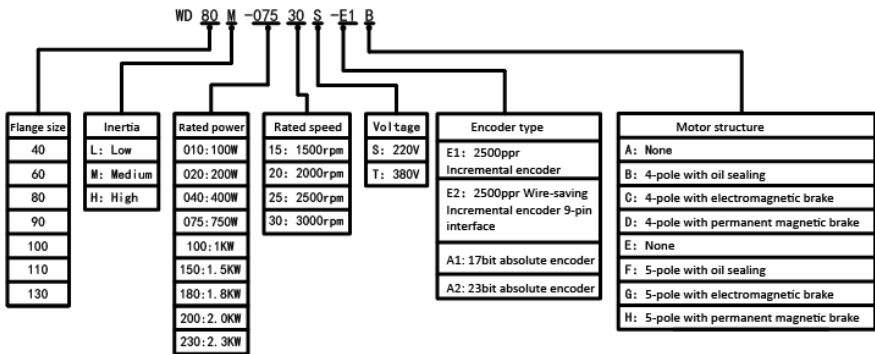 WD 80 M -075 30 S -E1 B
Flange size
40
60
80
90
100
110
130
Inertia
L: Low
M: Medium
H: High
Rated power
010:100W
020:200W
040:400W
075:750W
100:1KW
150:1.5KW
180:1.8KW
200:2.0KW
230:2.3KW
Rated speed
15: 1500rpm
20: 2000rpm
25: 2500rpm
30: 3000rpm
Voltage
S: 220V
T: 380V
Encoder type
E1: 2500ppr
Incremental encoder
E2: 2500ppr Wire-saving
Incremental encoder 9-pin
interface
A1: 17bit absolute encoder
A2: 23bit absolute encoder
Motor structure
A: None
B: 4-pole with oil sealing
C: 4-pole with electromagnetic brake
D: 4-pole with permanent magnetic brake
E: None
F: 5-pole with oil sealing
G: 5-pole with electromagnetic brake
H: 5-pole with permanent magnetic brake